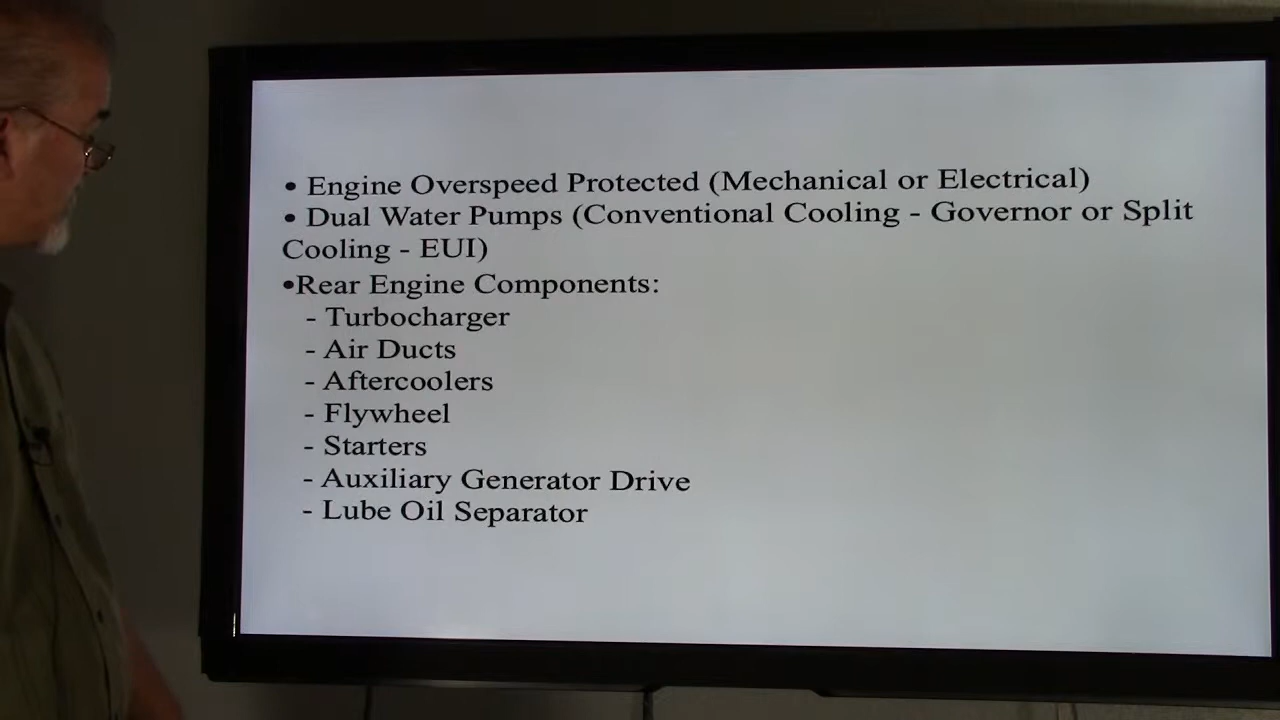 • Engine Overspeed Protected (Mechanical or Electrical)
• Dual Water Pumps (Conventional Cooling - Governor or Split
Cooling - EUI)
•Rear Engine Components:
- Turbocharger
- Air Ducts
- Aftercoolers
- Flywheel
- Starters
- Auxiliary Generator Drive
- Lube Oil Separator